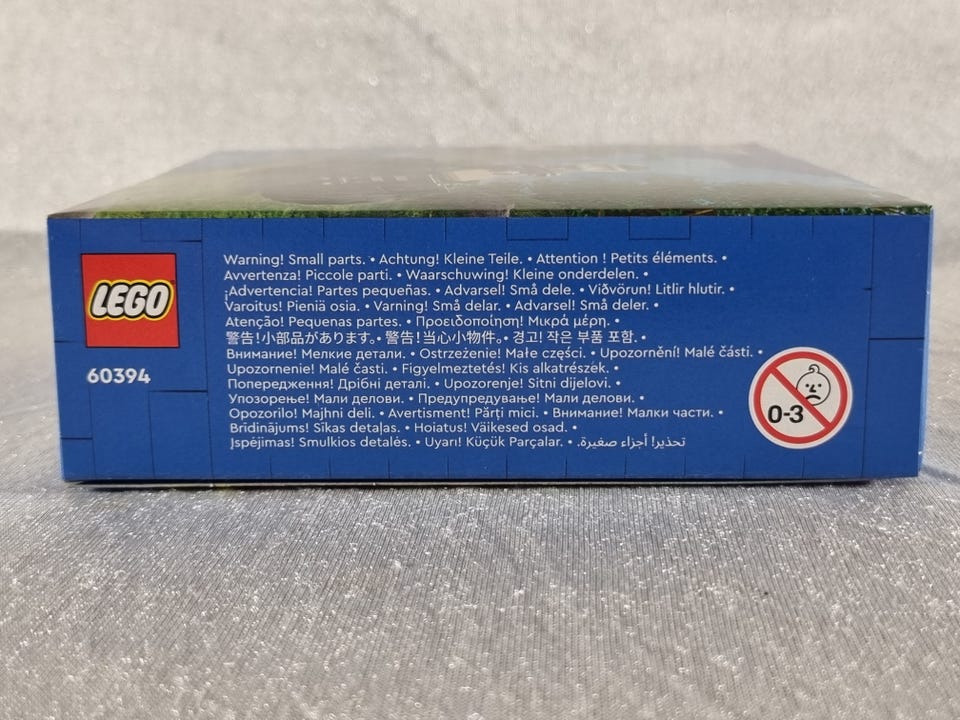 LEGO
60394
Warning! Small parts. • Achtung! Kleine Teile. • Attention ! Petits éléments. •
Avvertenza! Piccole parti. • Waarschuwing! Kleine onderdelen. •
¡Advertencia! Partes pequeñas. • Advarsel! Små dele. • Viðvörun! Litlir hlutir. •
Varoitus! Pieniä osia. • Varning! Små delar. • Advarsel! Små deler. •
Atenção! Pequenas partes. • Προειδοποίηση! Μικρά μέρη. •
警告！小部品があります。• 警告！当心小物件。• 경고! 작은 부품 포함. •
Внимание! Мелкие детали. • Ostrzeżenie! Małe części. • Upozornění! Malé části. •
Upozornenie! Malé časti. • Figyelmeztetés! Kis alkatrészek. •
Попередження! Дрібні деталі. • Upozorenje! Sitni dijelovi. •
Упозорење! Мали делови. • Предупредување! Мали делови. •
Opozorilo! Majhni deli. • Avertisment! Părți mici. • Внимание! Малки части. •
Brīdinājums! Sīkas detaļas. • Hoiatus! Väikesed osad. •
Įspėjimas! Smulkios detalės. • Uyarı! Küçük Parçalar. • تحذير! أجزاء صغيرة.
0-3